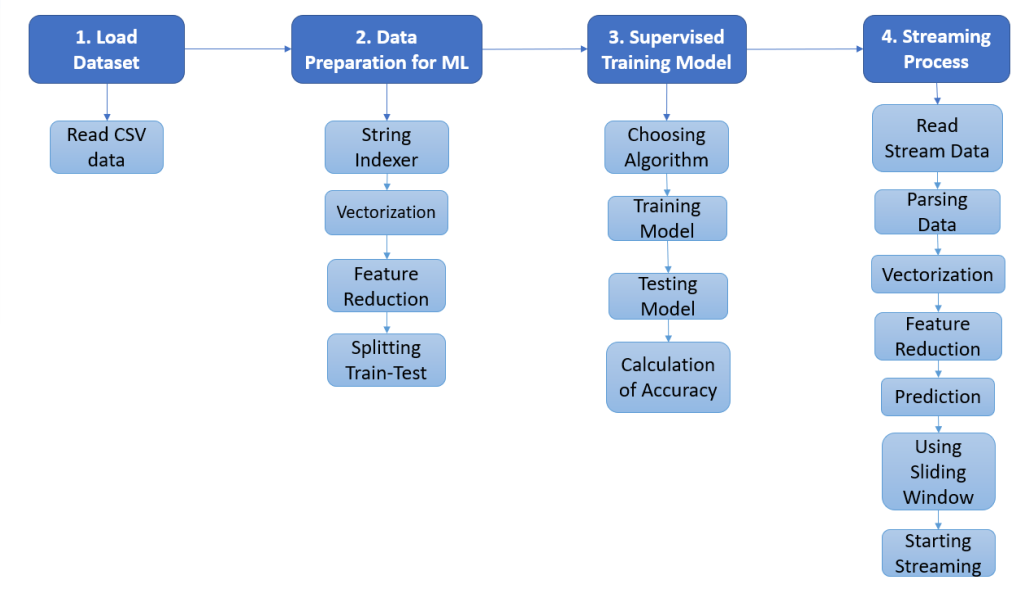 1. Load
Dataset
Read CSV
data
2. Data
Preparation for ML
String
Indexer
Vectorization
Feature
Reduction
Splitting
Train-Test
3. Supervised
Training Model
Choosing
Algorithm
Training
Model
Testing
Model
Calculation
of Accuracy
4. Streaming
Process
Read
Stream Data
Parsing
Data
Vectorization
Feature
Reduction
Prediction
Using
Sliding
Window
Starting
Streaming